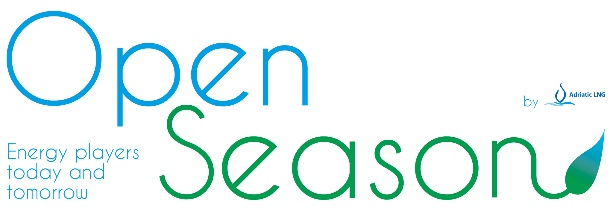 Open
by Adriatic LNG
Season
Energy players
today and
tomorrow